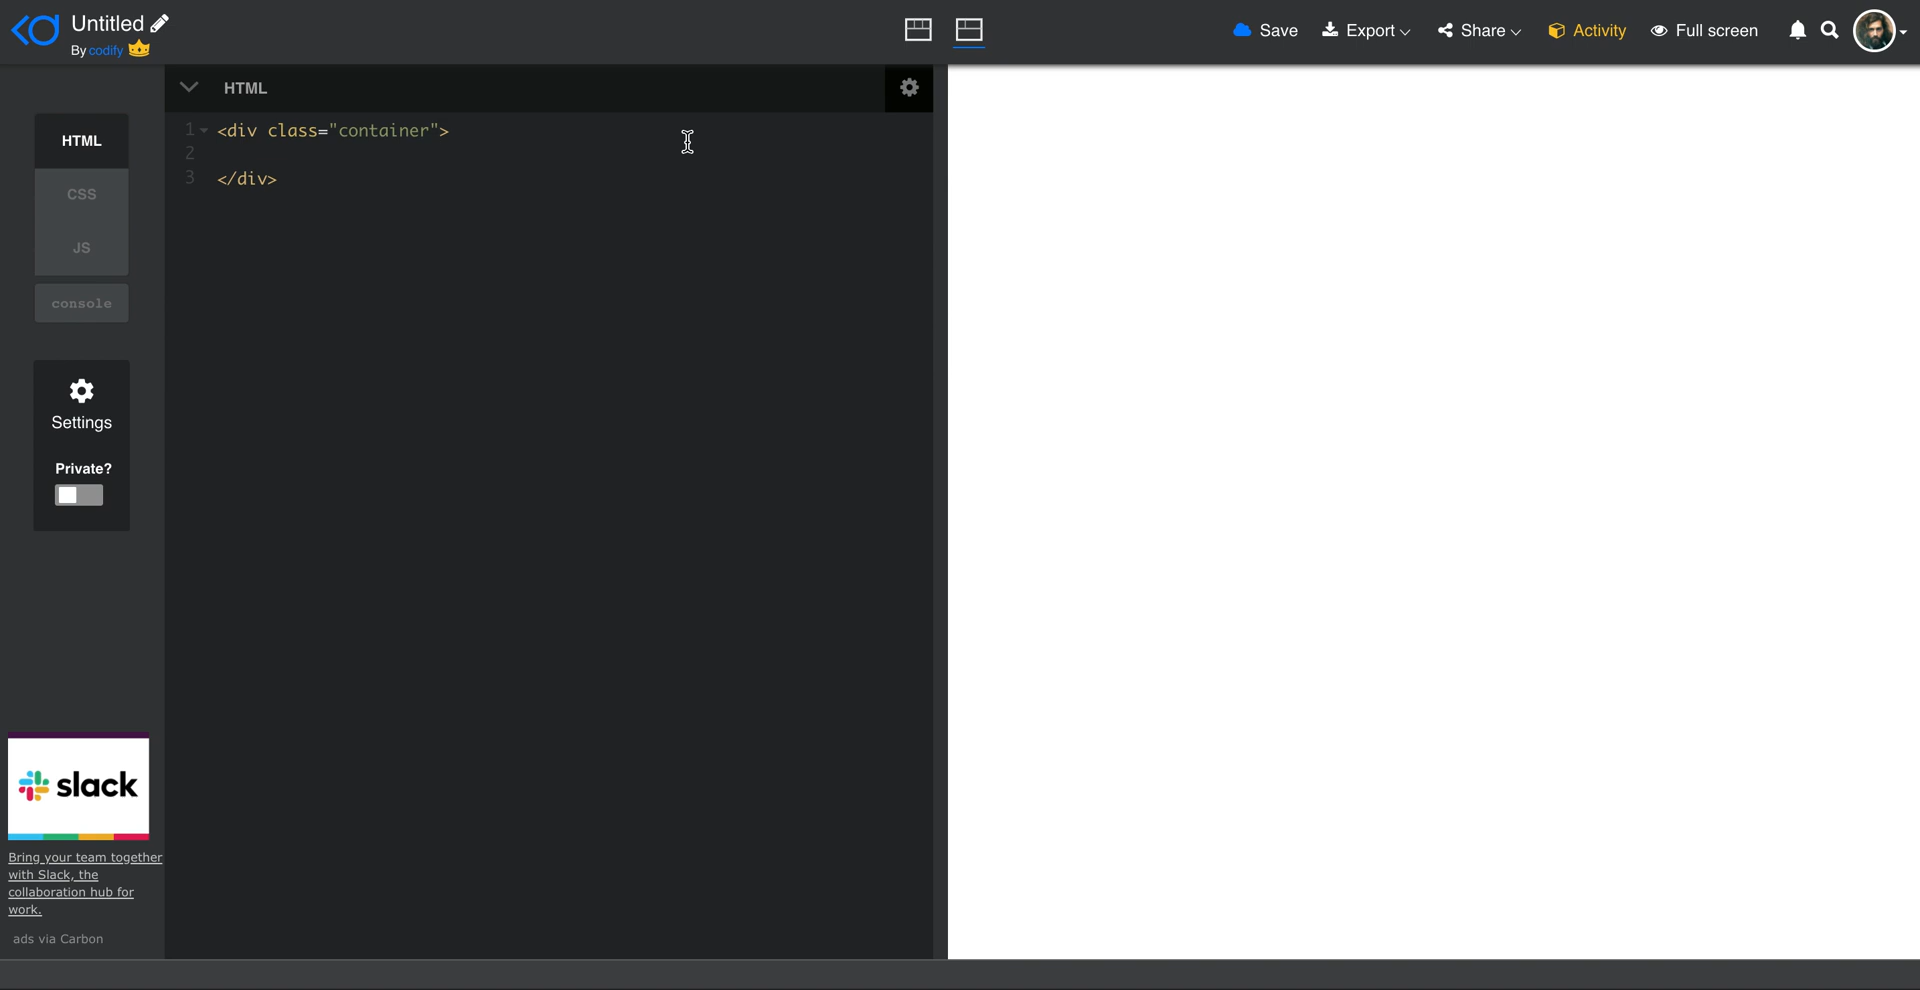 Untitled
By codify
Save
Export
Share
Activity
Full screen
HTML
CSS
JS
console
Settings
Private?
HTML
1 <div class="container">
2
3 </div>
slack
Bring your team together
with Slack, the
collaboration hub for
work.
ads via Carbon